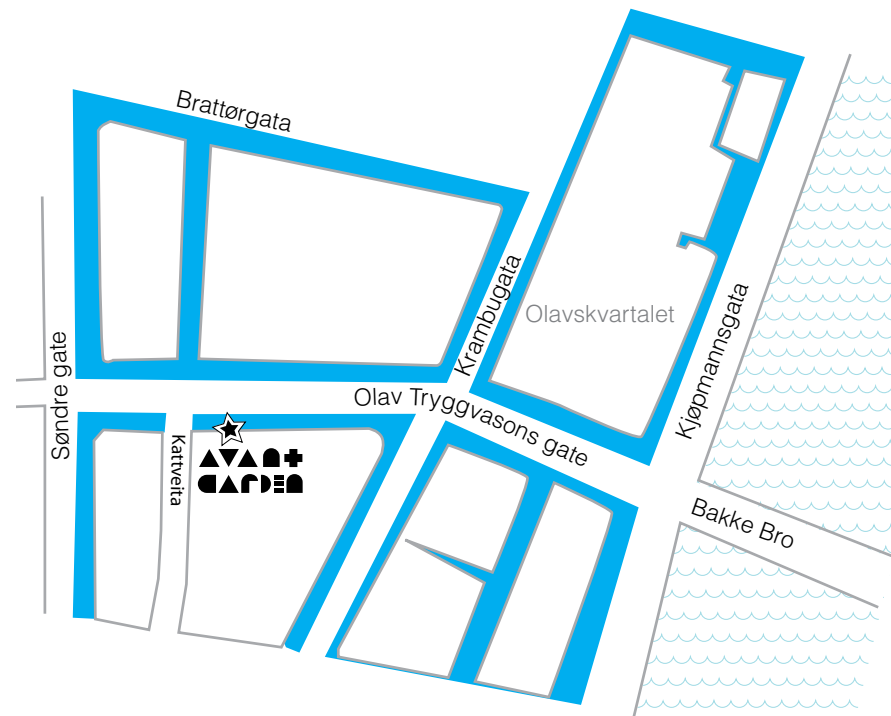 Brattørgata
Krambugata
Olavskvartalet
Kjøpmannsgata
Søndre gate
Olav Tryggvasons gate
Kattveita
AVANT
GARDEN
Bakke Bro